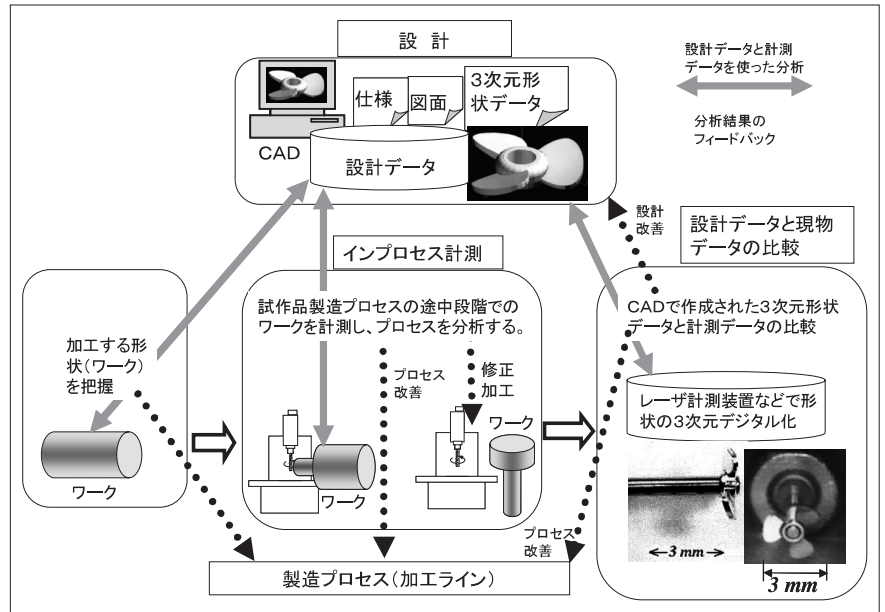 設 計
設計データと計測
データを使った分析
分析結果の
フィードバック
仕様
図面
3次元形
状データ
CAD
設計データ
設計
改善
設計データと現物
データの比較
インプロセス計測
試作品製造プロセスの途中段階での
ワークを計測し、プロセスを分析する。
CADで作成された3次元形状
データと計測データの比較
加工する形
状(ワーク)
を把握
プロセス
改善
修正
加工
ワーク
レーザ計測装置などで形
状の3次元デジタル化
ワーク
ワーク
プロセス
改善
3 mm
3 mm
製造プロセス(加工ライン)